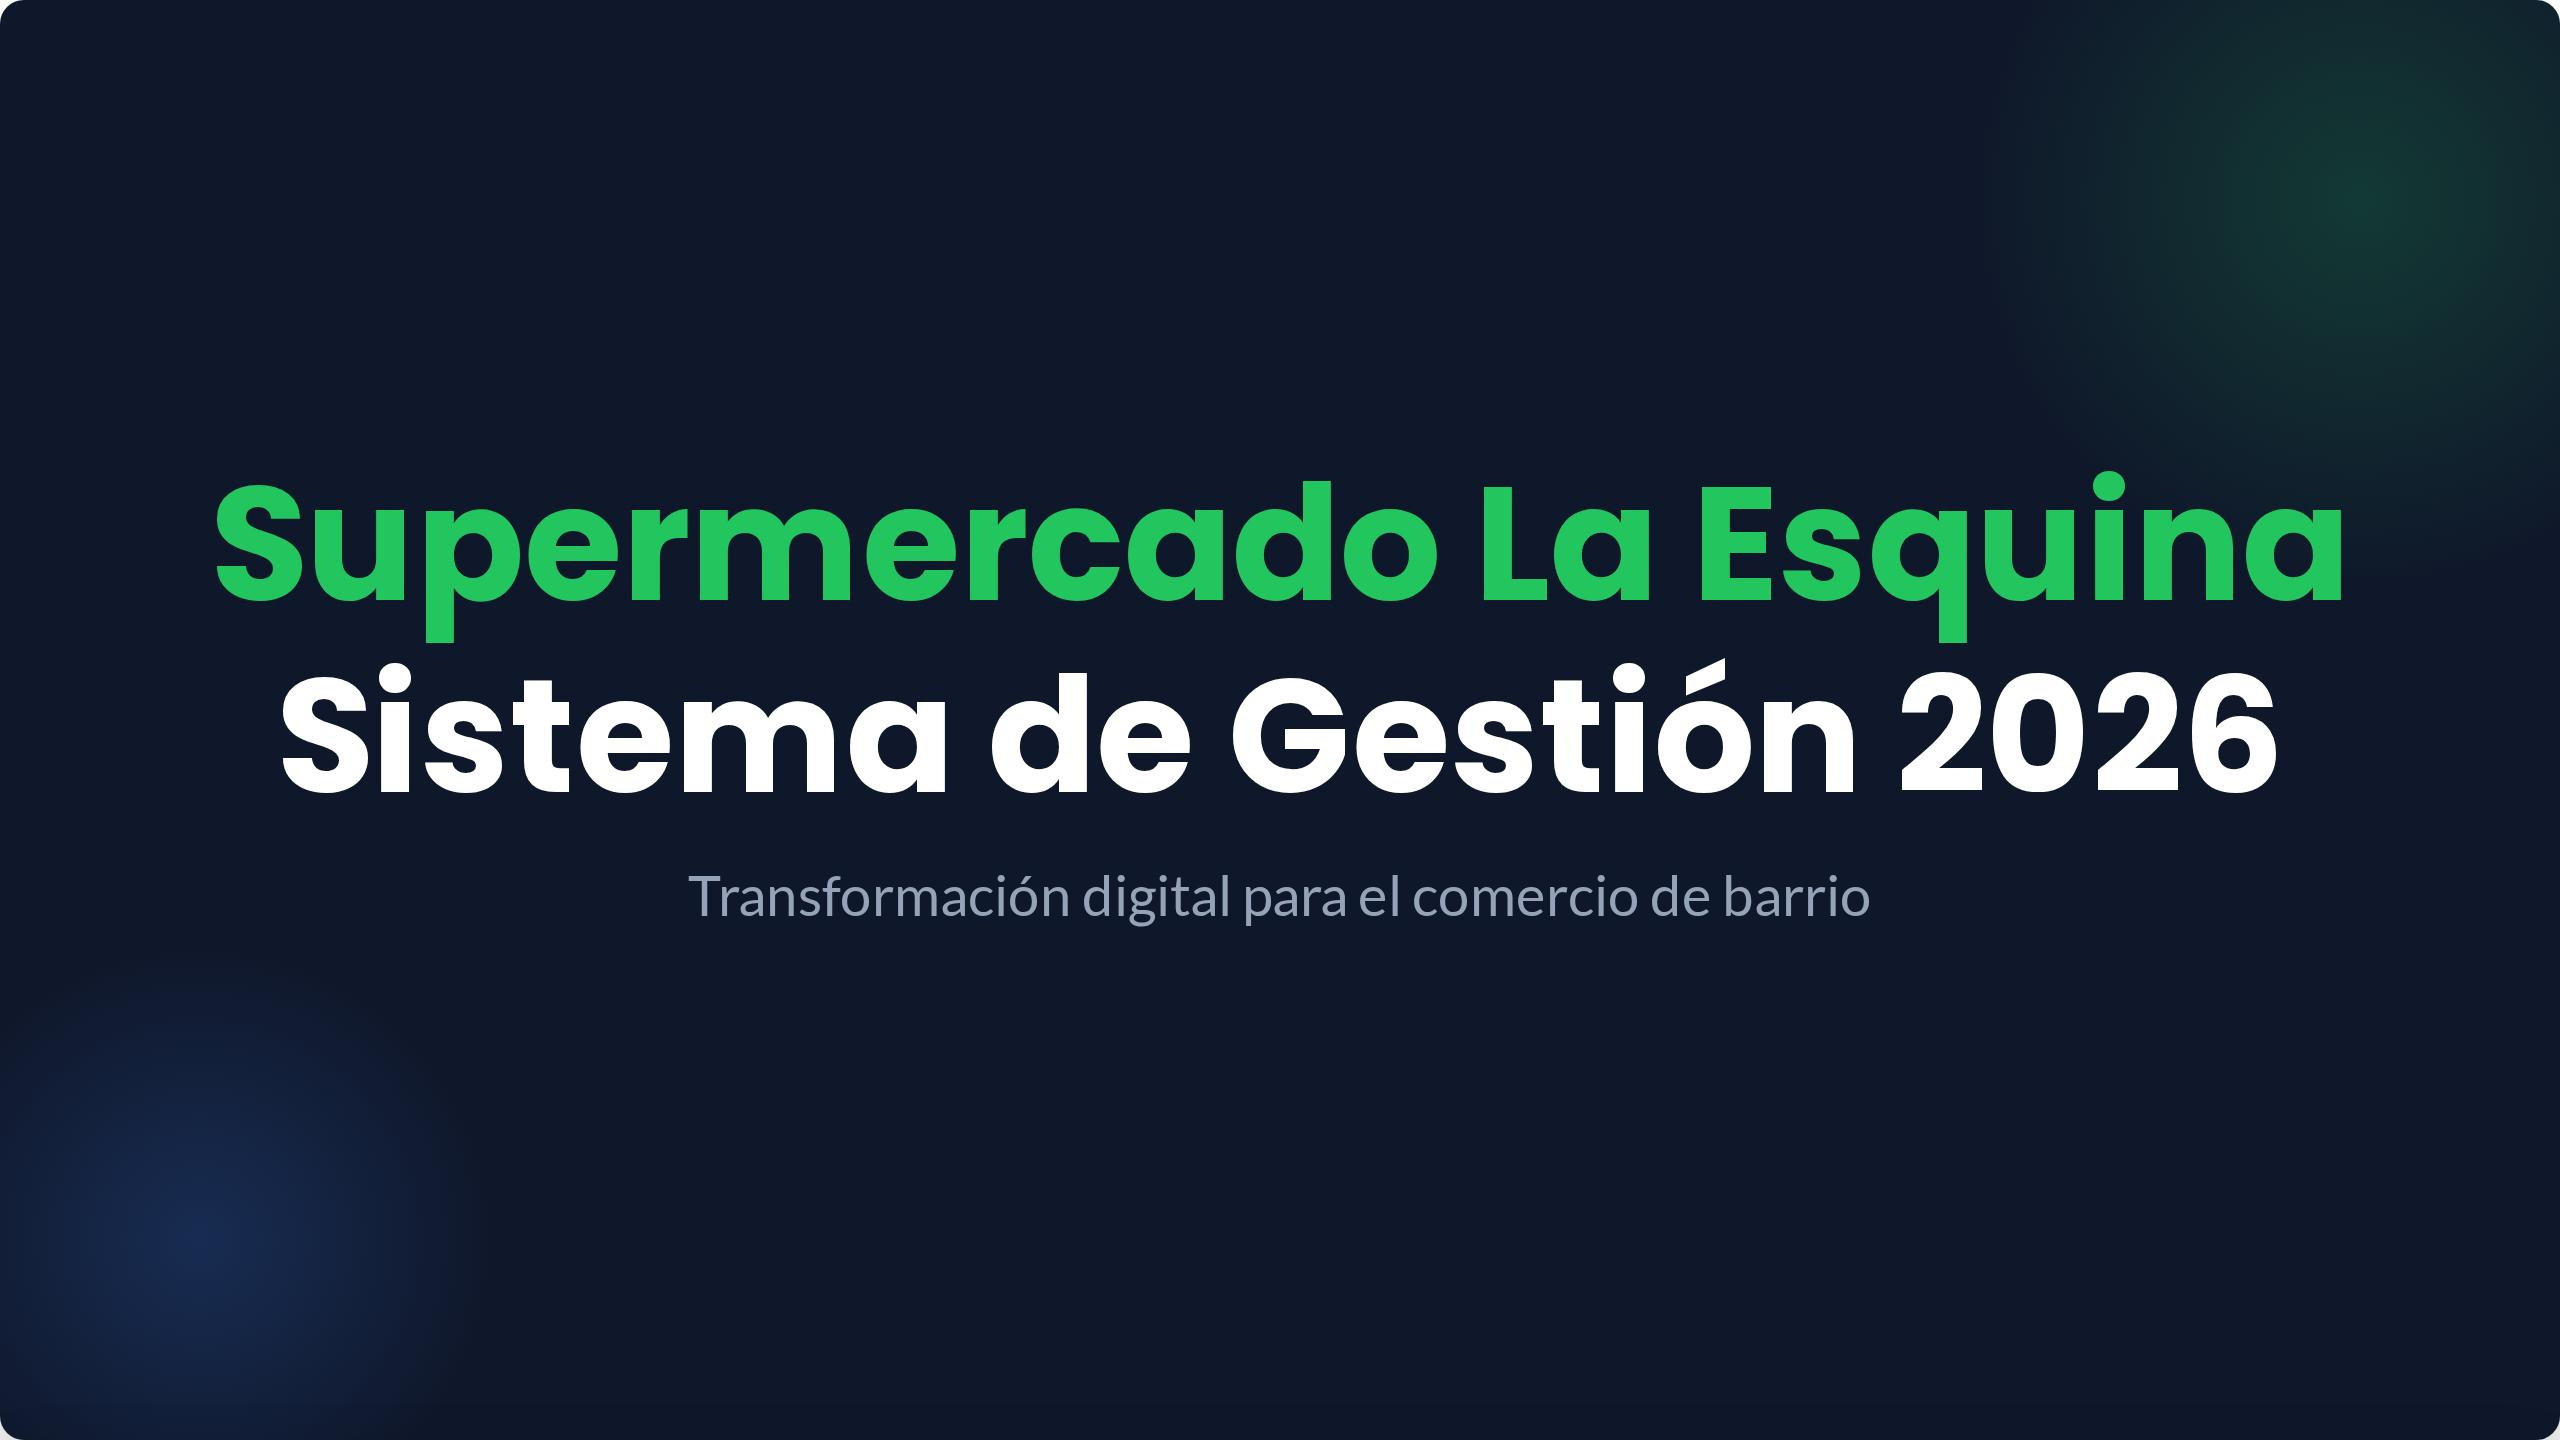 Supermercado La Esquina
Sistema de Gestión 2026
Transformación digital para el comercio de barrio